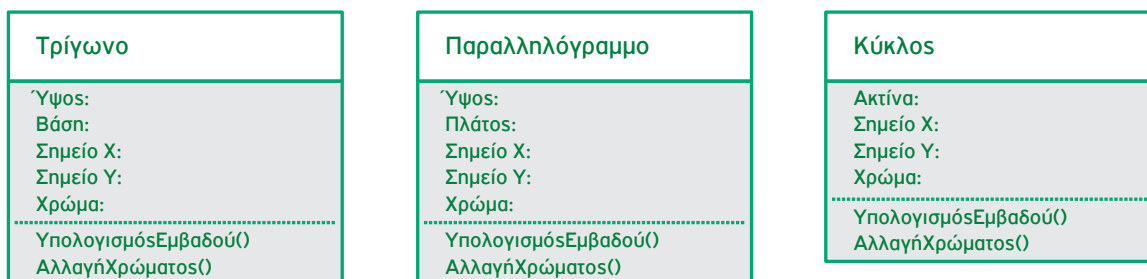 Τρίγωνο
Ύψος:
Βάση:
Σημείο Χ:
Σημείο Υ:
Χρώμα:
ΥπολογισμόςΕμβαδού()
ΑλλαγήΧρώματος()
Παραλληλόγραμμο
Ύψος:
Πλάτος:
Σημείο Χ:
Σημείο Υ:
Χρώμα:
ΥπολογισμόςΕμβαδού()
ΑλλαγήΧρώματος()
Κύκλος
Ακτίνα:
Σημείο Χ:
Σημείο Υ:
Χρώμα:
ΥπολογισμόςΕμβαδού()
ΑλλαγήΧρώματος()